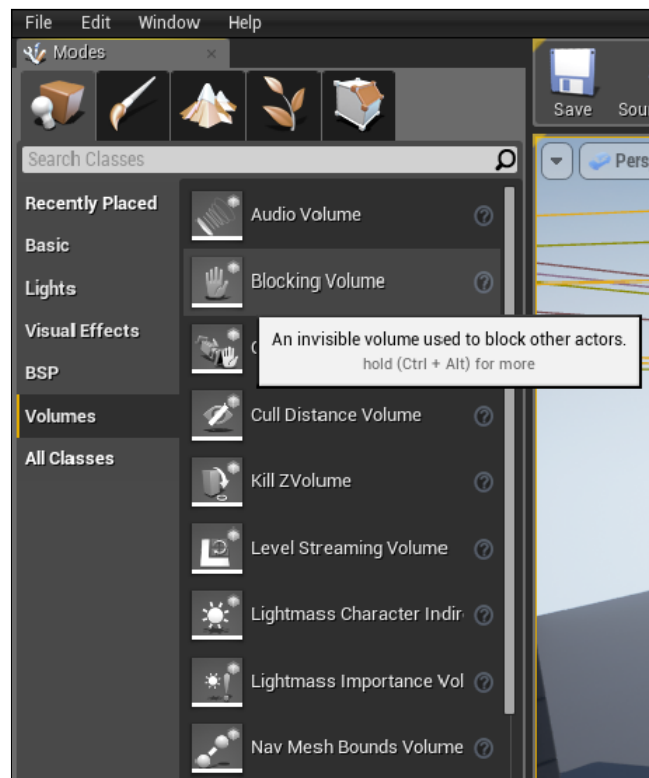 File Edit Window Help
Modes
Save
Search Classes
Recently Placed
Basic
Lights
Visual Effects
BSP
Volumes
All Classes
Audio Volume
Blocking Volume
An invisible volume used to block other actors.
hold (Ctrl + Alt) for more
Cull Distance Volume
Kill ZVolume
Level Streaming Volume
Lightmass Character Indir
Lightmass Importance Vol
Nav Mesh Bounds Volume
Sou
Pers